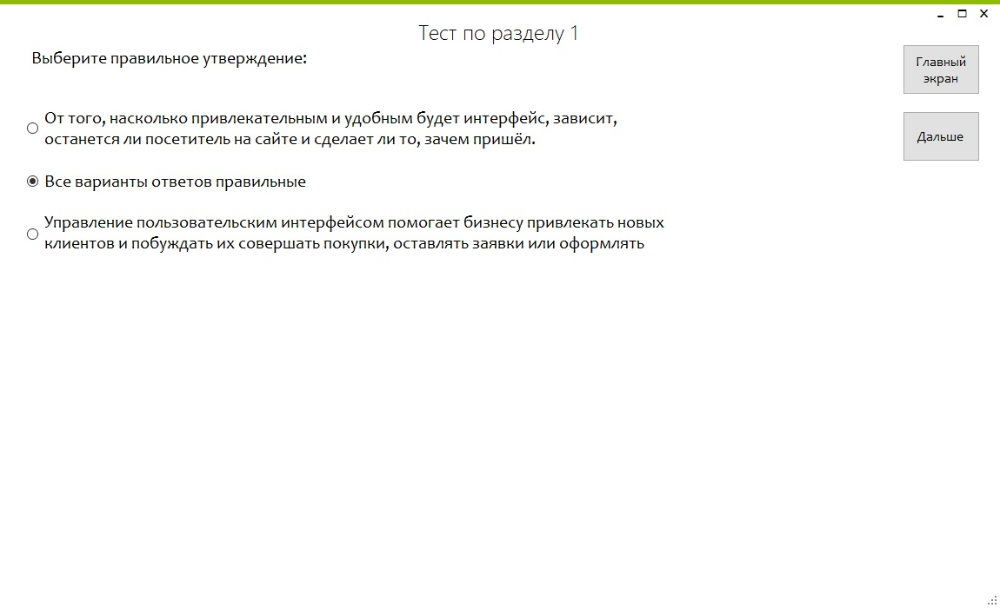 Тест по разделу 1
Выберите правильное утверждение:
Главный
экран
От того, насколько привлекательным и удобным будет интерфейс, зависит,
останется ли посетитель на сайте и сделает ли то, зачем пришёл.
Дальше
Все варианты ответов правильные
Управление пользовательским интерфейсом помогает бизнесу привлекать новых
клиентов и побуждать их совершать покупки, оставлять заявки или оформлять